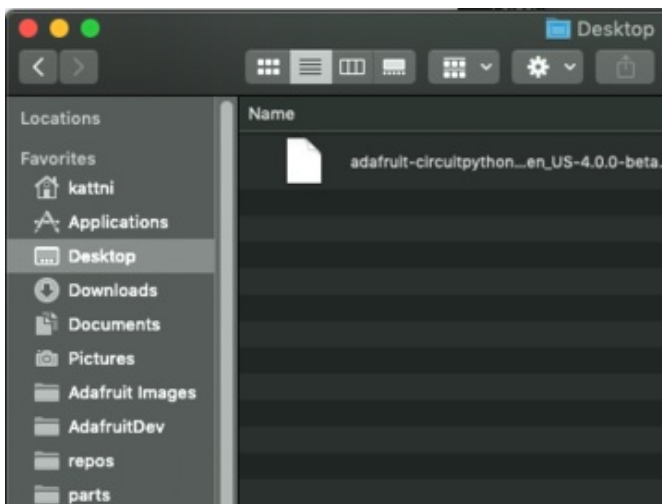 Desktop
Locations
Name
Favorites
adafruit-circuitpython...en_US-4.0.0-beta.
kattni
Applications
Desktop
Downloads
Documents
Pictures
Adafruit Images
AdafruitDev
repos
parts